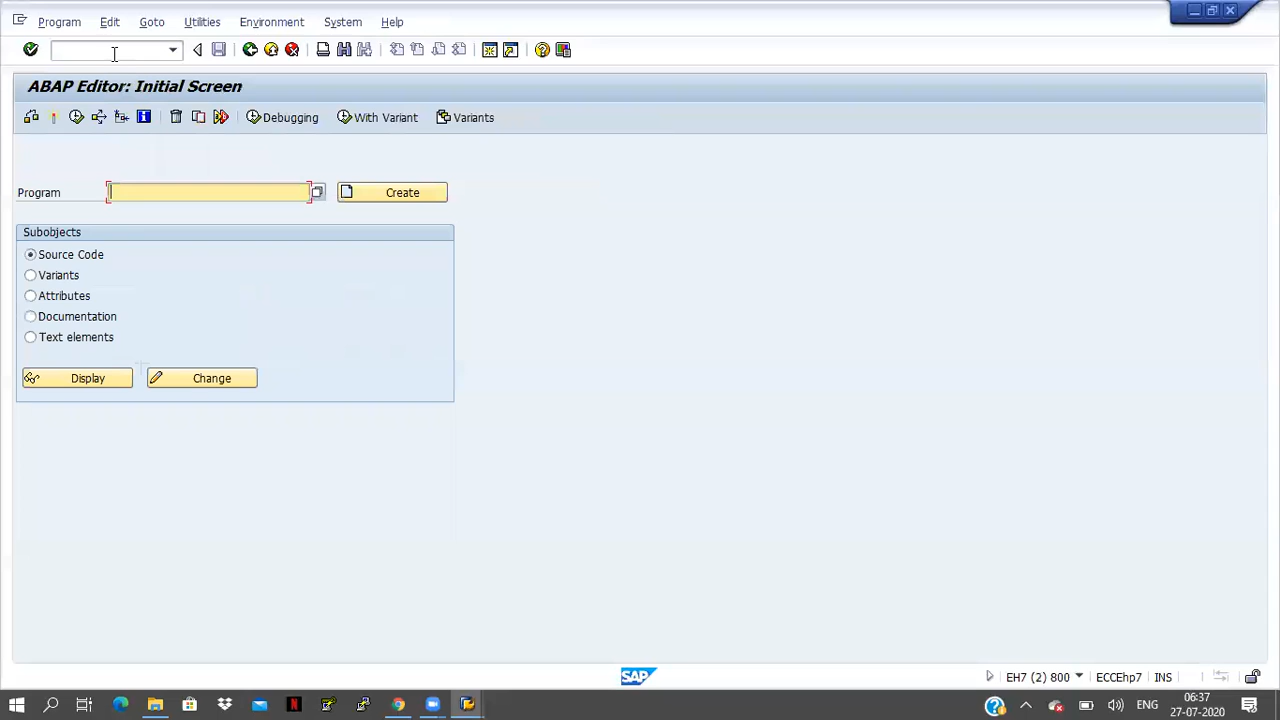 Program Edit Goto Utilities Environment System Help
ABAP Editor: Initial Screen
Debugging With Variant Variants
Program Create
Subobjects
Source Code
Variants
Attributes
Documentation
Text elements
Display Change
SAP EH7 (2) 800 ECCEhp7 INS
ENG 06:37
27-07-2020